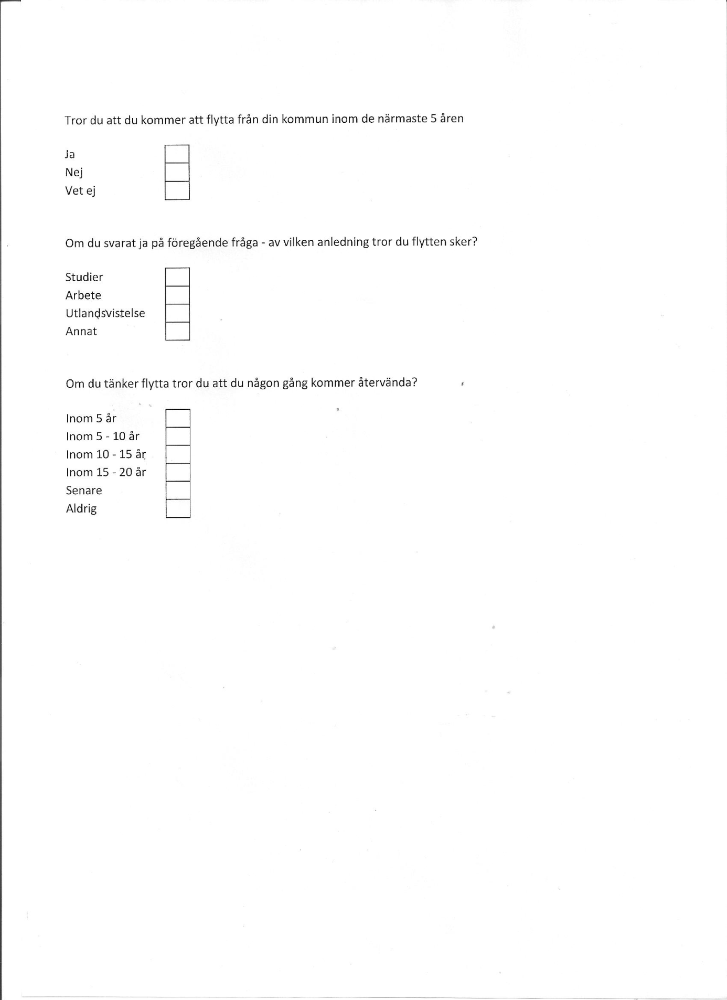 Tror du att du kommer att flytta från din kommun inom de närmaste 5 åren
Ja
Nej
Vet ej
Om du svarat ja på föregående fråga - av vilken anledning tror du flytten sker?
Studier
Arbete
Utlandsvistelse
Annat
Om du tänker flytta tror du att du någon gång kommer återvända?
Inom 5 år
Inom 5 - 10 år
Inom 10 - 15 år
Inom 15 - 20 år
Senare
Aldrig